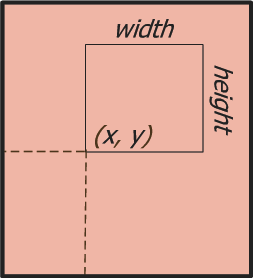 width
height
(x, y)